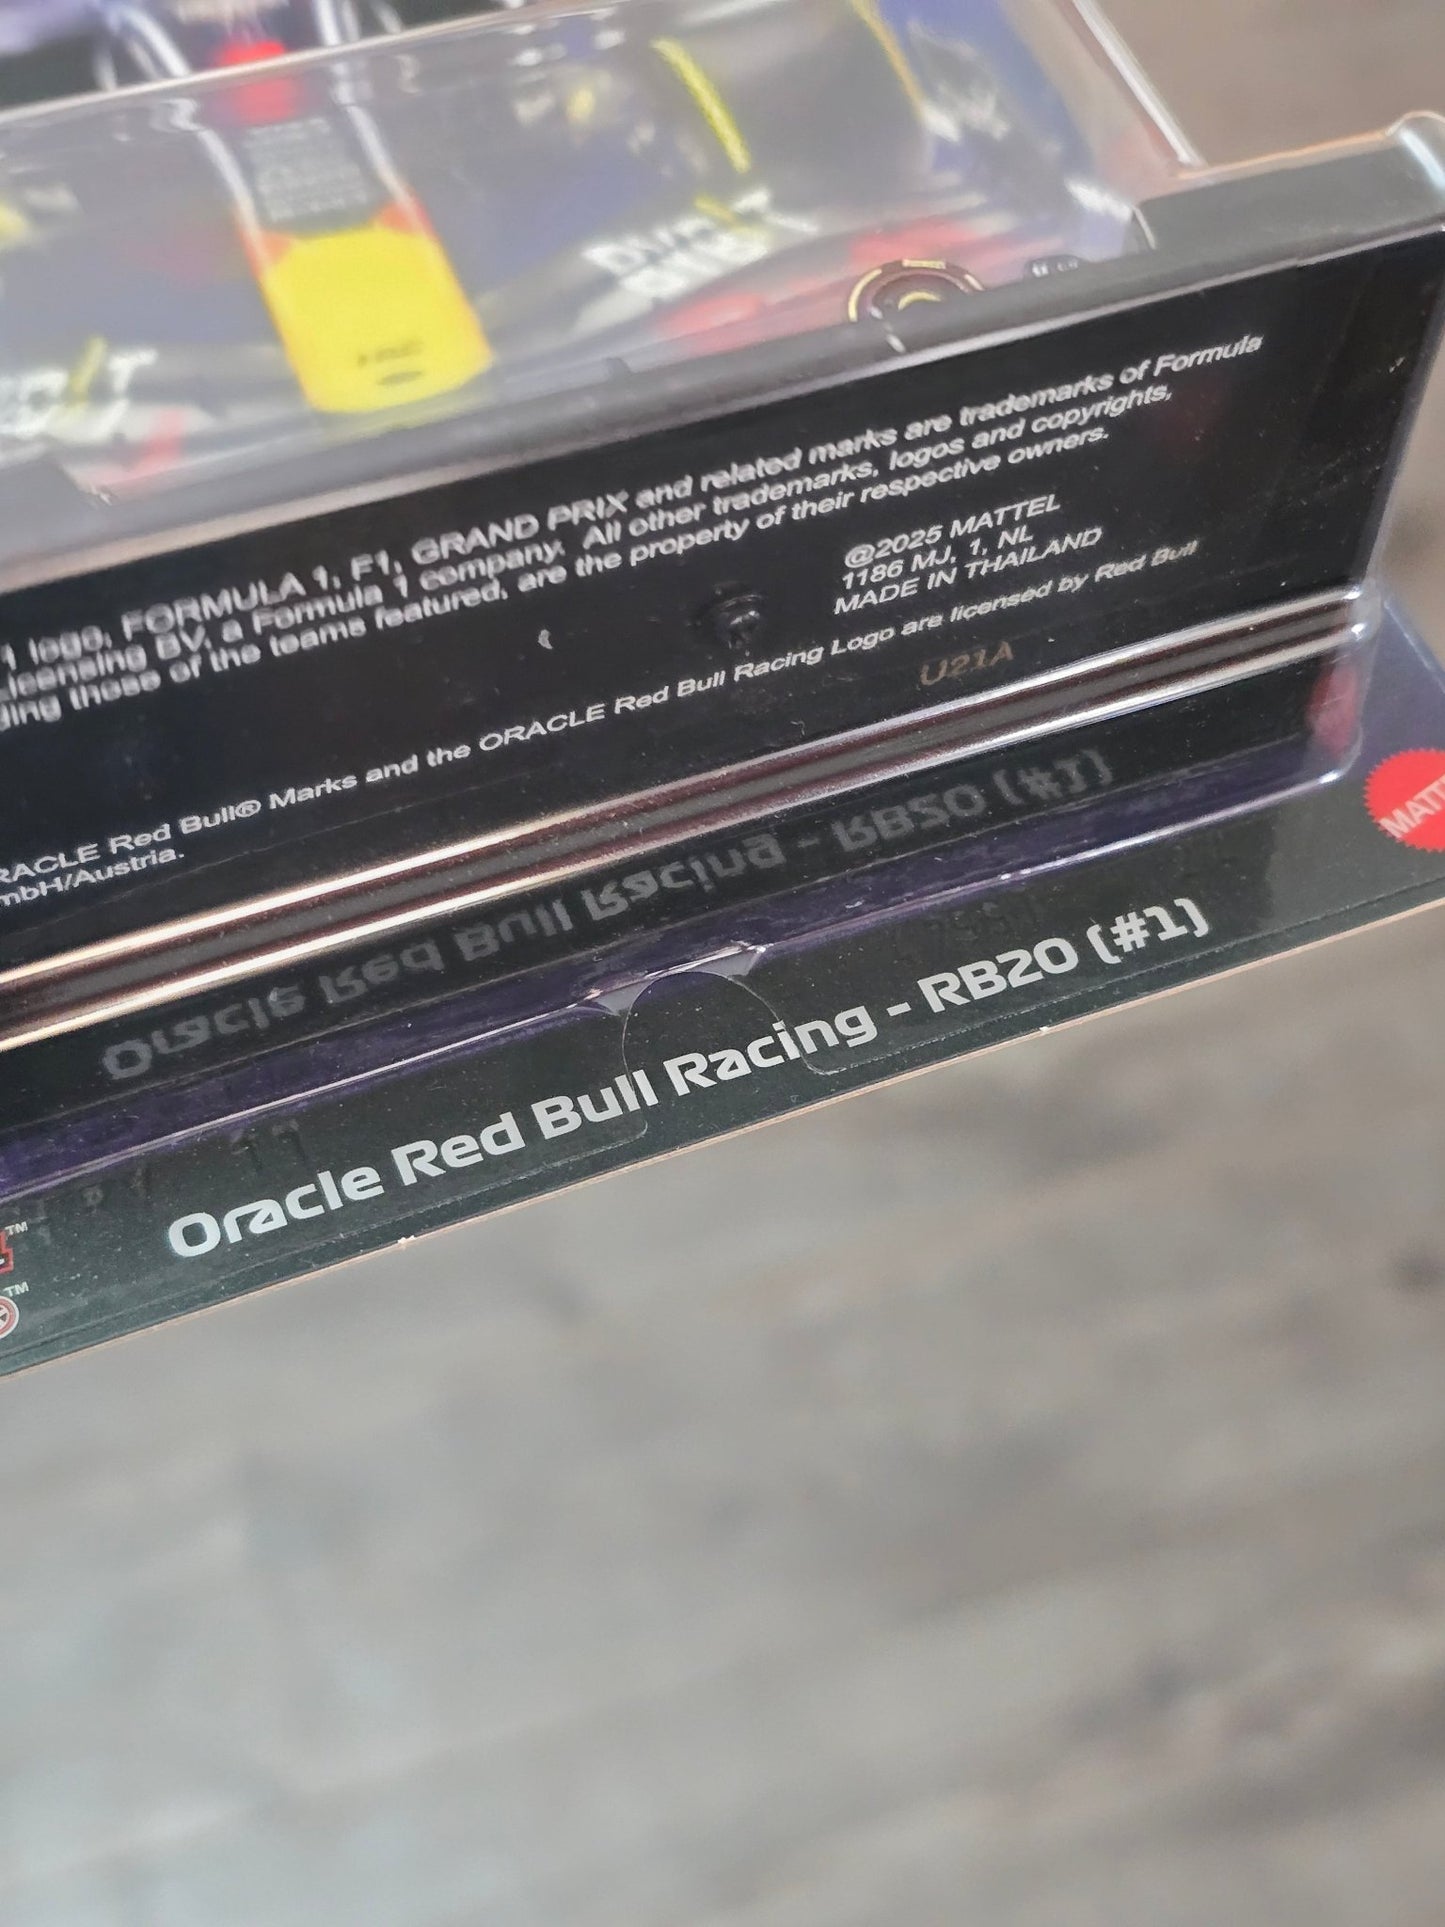 1 logo, FORMULA 1, F1, GRAND PRIX and related marks are trademarks of Formula
Licensing BV, a Formula 1 company. All other trademarks, logos and copyrights,
those of the teams featured, are the property of their respective owners.
©2025 MATTEL
1186 MJ, 1, NL
MADE IN THAILAND
ORACLE Red Bull® Marks and the ORACLE Red Bull Racing Logo are licensed by Red Bull
mbH/Austria.
U21A
Oracle Red Bull Racing - RB20 (#1)
MATTE
TM
TM